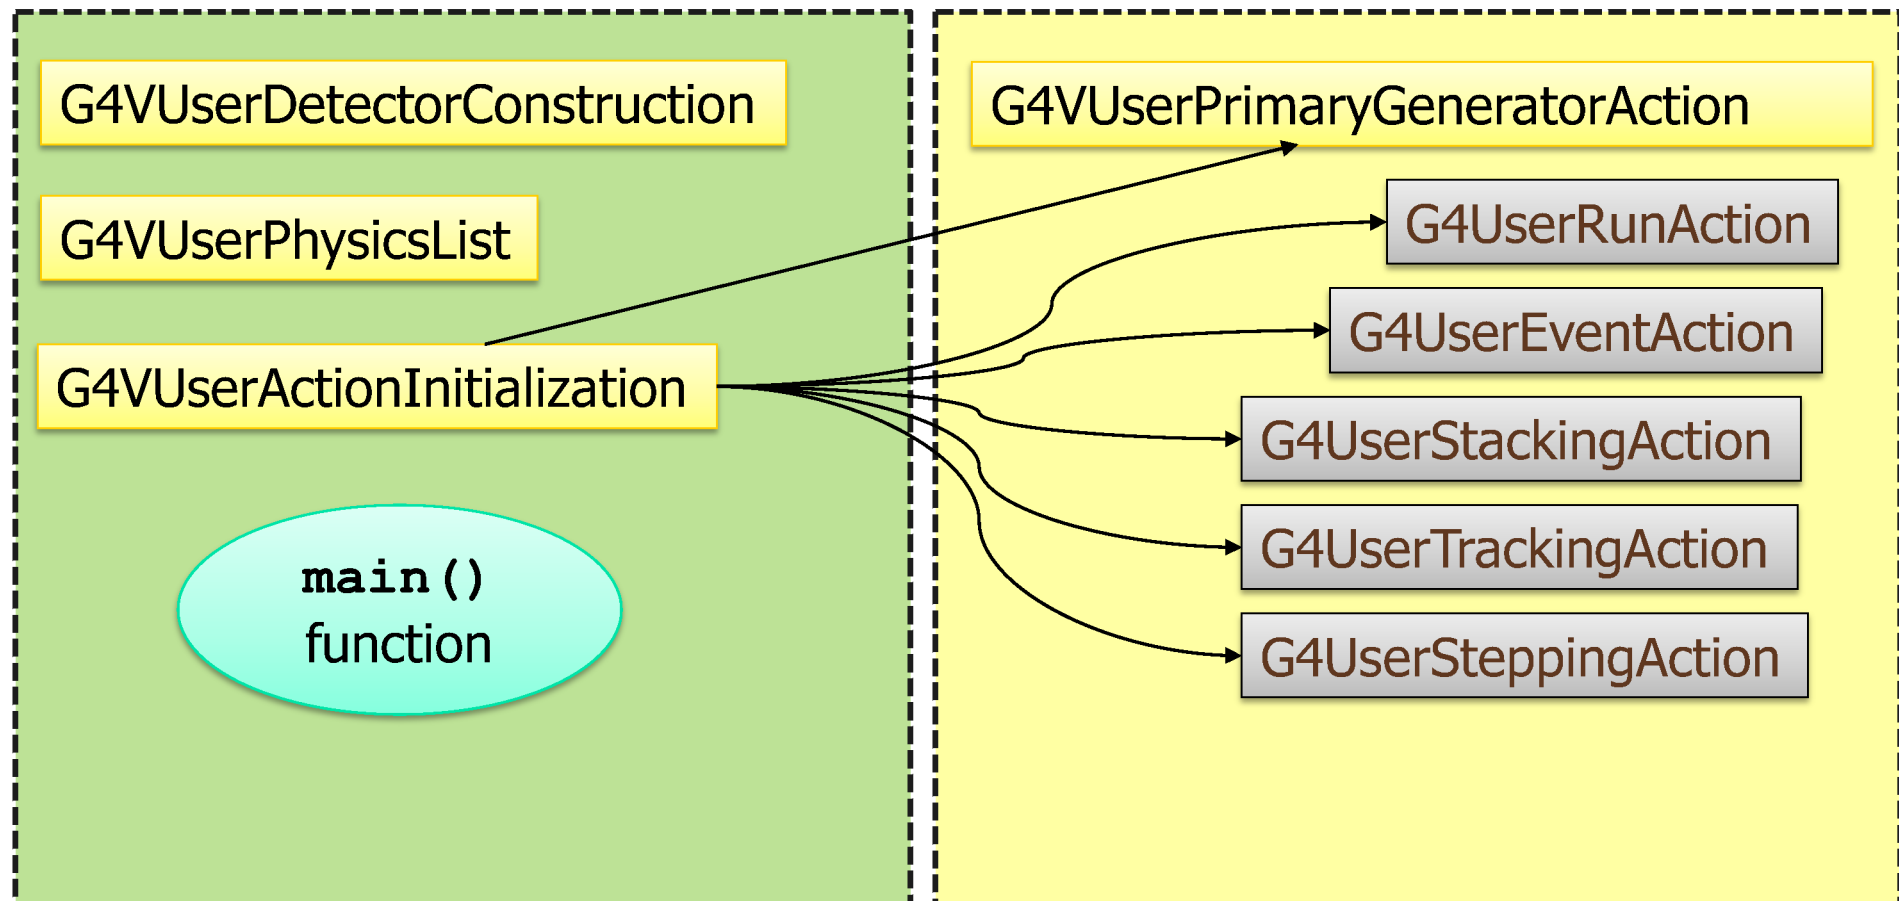 G4VUserDetectorConstruction
G4VUserPhysicsList
G4VUserActionInitialization
main()
function
G4VUserPrimaryGeneratorAction
G4UserRunAction
G4UserEventAction
G4UserStackingAction
G4UserTrackingAction
G4UserSteppingAction